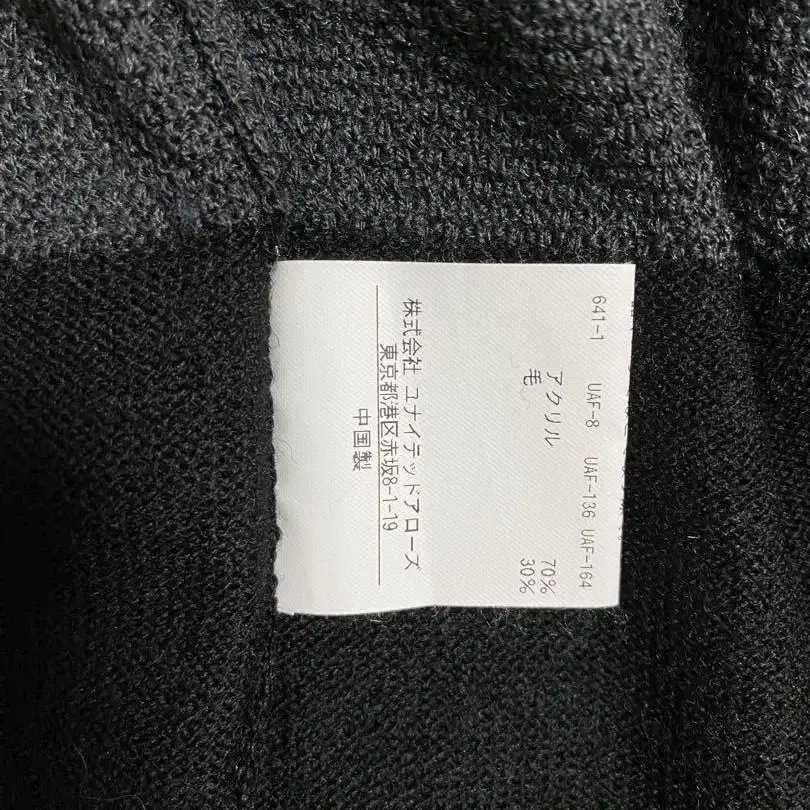 641-1 UAF-8 UAF-136 UAF-164
アクリル 70%
毛 30%
株式会社 ユナイテッドアローズ
東京都港区赤坂8-1-19
中国製